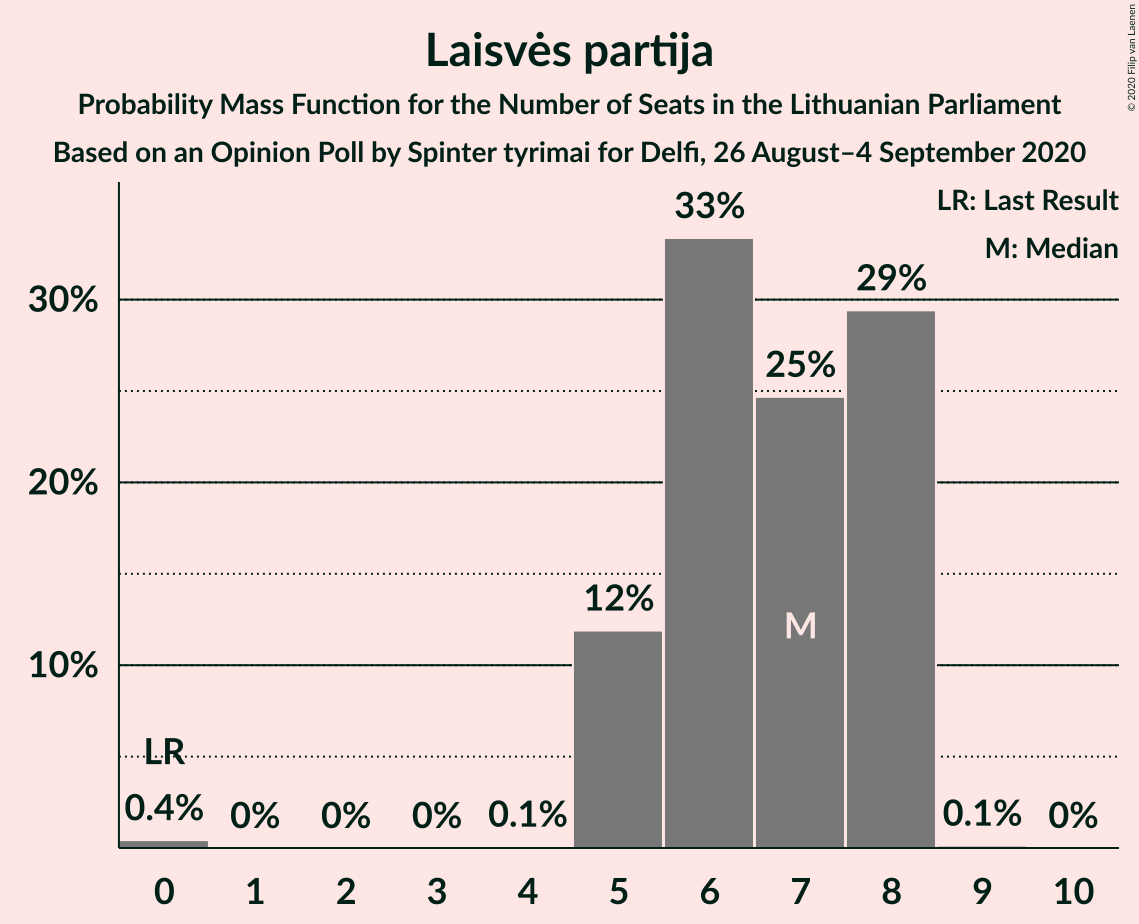 Laisvės partija
Probability Mass Function for the Number of Seats in the Lithuanian Parliament
Based on an Opinion Poll by Spinter tyrimai for Delfi, 26 August–4 September 2020
© 2020 Filip van Laenen
LR: Last Result
M: Median
33%
29%
30%
25%
20%
12%
M
10%
LR
0.4% 0% 0% 0% 0.1% 0.1% 0%
0 1 2 3 4 5 6 7 8 9 10